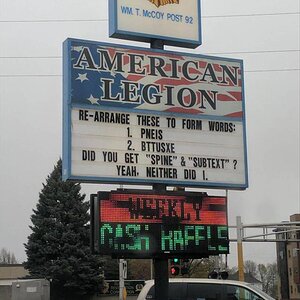 WM. T. McCOY POST 92
AMERICAN
LEGION
RE-ARRANGE THESE TO FORM WORDS:
1. PNEIS
2. BTTUSXE
DID YOU GET "SPINE" & "SUBTEXT" ?
YEAH, NEITHER DID I.
WEEKLY
CASH RAFFLE